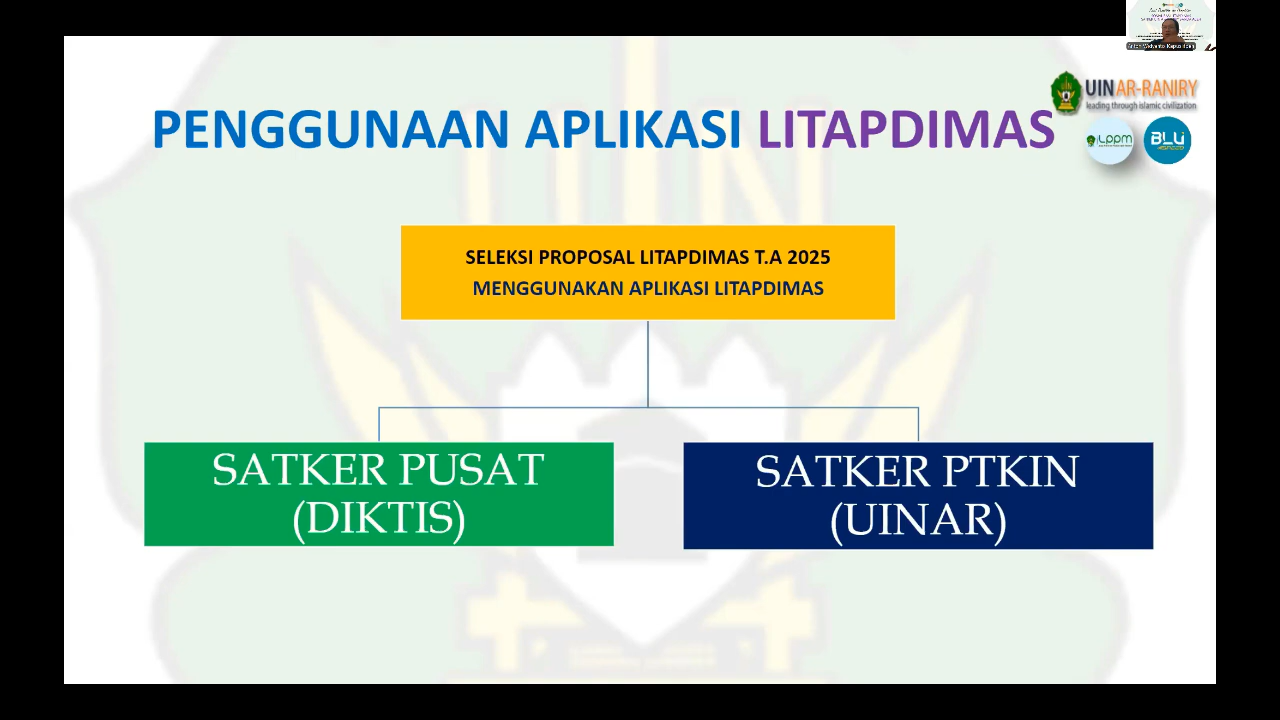 PENGGUNAAN APLIKASI LITAPDIMAS
UIN AR-RANIRY
leading through islamic civilization
LPPM
BLU
SELEKSI PROPOSAL LITAPDIMAS T.A 2025
MENGGUNAKAN APLIKASI LITAPDIMAS
SATKER PUSAT
(DIKTIS)
SATKER PTKIN
(UINAR)